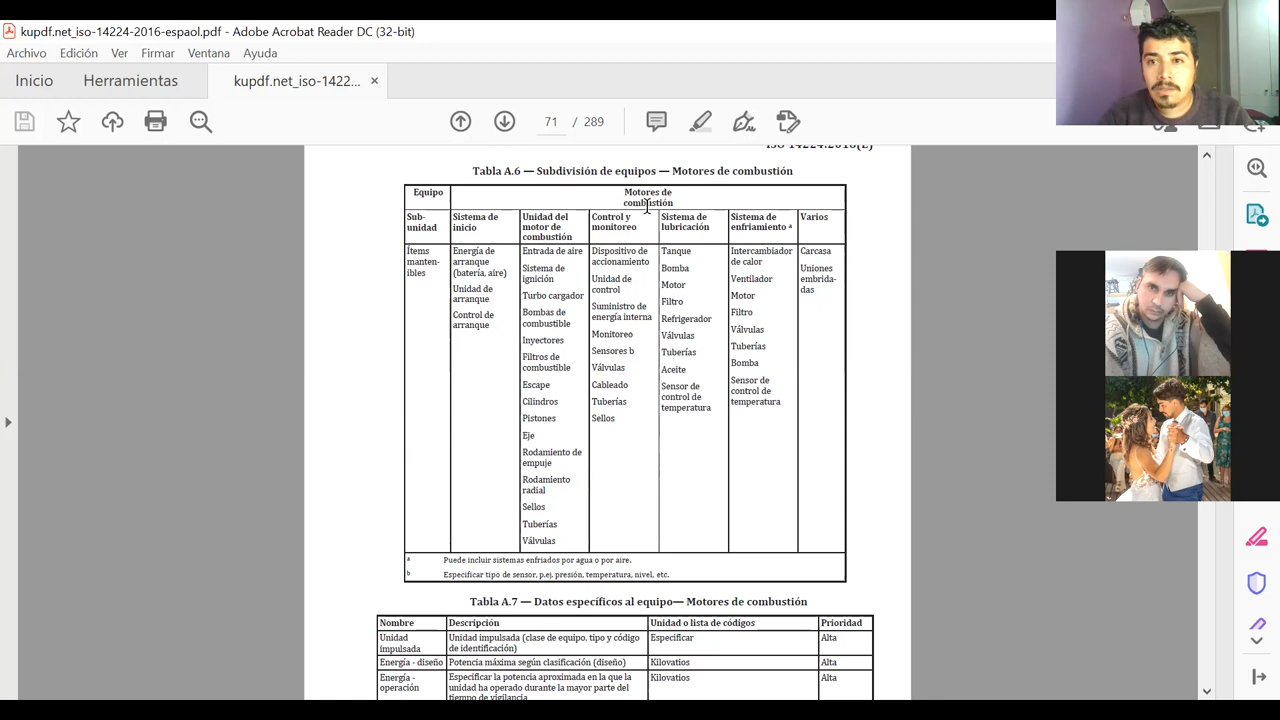 kupdf.net_iso-14224-2016-espaol.pdf - Adobe Acrobat Reader DC (32-bit)
Archivo Edición Ver Firmar Ventana Ayuda
Inicio Herramientas kupdf.net_iso-1422... ×
71 / 289
ISO 14224:2016(E)
Tabla A.6 — Subdivisión de equipos — Motores de combustión
Equipo
Motores de
combustión
Sub-
unidad
Sistema de
inicio
Unidad del
motor de
combustión
Control y
monitoreo
Sistema de
lubricación
Sistema de
enfriamiento a
Varios
Ítems
manten-
ibles
Energía de
arranque
(batería, aire)
Unidad de
arranque
Control de
arranque
Entrada de aire
Sistema de
ignición
Turbo cargador
Bombas de
combustible
Inyectores
Filtros de
combustible
Escape
Cilindros
Pistones
Eje
Rodamiento de
empuje
Rodamiento
radial
Sellos
Tuberías
Válvulas
Dispositivo de
accionamiento
Unidad de
control
Suministro de
energía interna
Monitoreo
Sensores b
Válvulas
Cableado
Tuberías
Sellos
Tanque
Bomba
Motor
Filtro
Refrigerador
Válvulas
Tuberías
Aceite
Sensor de
control de
temperatura
Intercambiador
de calor
Ventilador
Motor
Filtro
Válvulas
Tuberías
Bomba
Sensor de
control de
temperatura
Carcasa
Uniones
embrida-
das
a Puede incluir sistemas enfriados por agua o por aire.
b Especificar tipo de sensor, p.ej. presión, temperatura, nivel, etc.
Tabla A.7 — Datos específicos al equipo— Motores de combustión
Nombre Descripción Unidad o lista de códigos Prioridad
Unidad
impulsada
Unidad impulsada (clase de equipo, tipo y código
de identificación)
Especificar
Alta
Energía - diseño Potencia máxima según clasificación (diseño) Kilovatios Alta
Energía -
operación
Especificar la potencia aproximada en la que la
unidad ha operado durante la mayor parte del
tiempo de vigilancia
Kilovatios
Alta